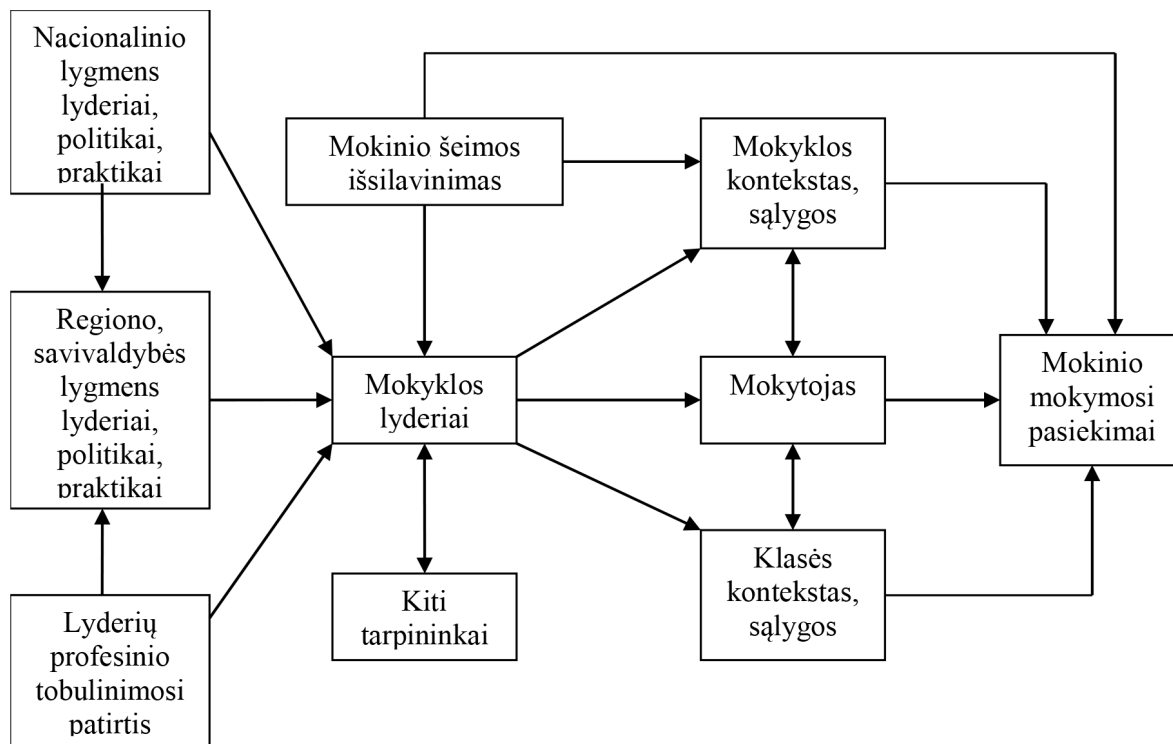 Nacionalinio
lygmens
lyderiai,
politikai,
praktikai
Mokinio šeimos
išsilavinimas
Mokyklos
kontekstas,
sąlygos
Regiono,
savivaldybės
lygmens
lyderiai,
politikai,
praktikai
Mokyklos
lyderiai
Mokytojas
Mokinio
mokymosi
pasiekimai
Lyderių
profesinio
tobulinimosi
patirtis
Kiti
tarpininkai
Klasės
kontekstas,
sąlygos